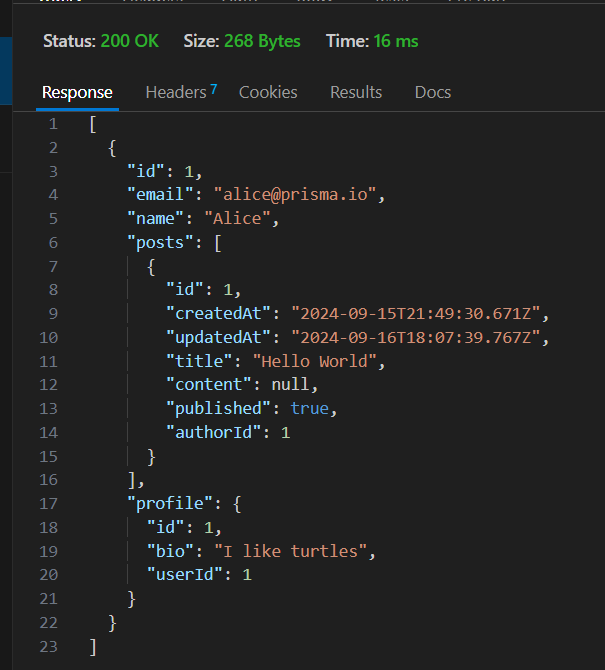 Status: 200 OK Size: 268 Bytes Time: 16 ms
Response Headers 7 Cookies Results Docs
1 [
2 {
3 "id": 1,
4 "email": "alice@prisma.io",
5 "name": "Alice",
6 "posts": [
7 {
8 "id": 1,
9 "createdAt": "2024-09-15T21:49:30.671Z",
10 "updatedAt": "2024-09-16T18:07:39.767Z",
11 "title": "Hello World",
12 "content": null,
13 "published": true,
14 "authorId": 1
15 }
16 ],
17 "profile": {
18 "id": 1,
19 "bio": "I like turtles",
20 "userId": 1
21 }
22 }
23 ]